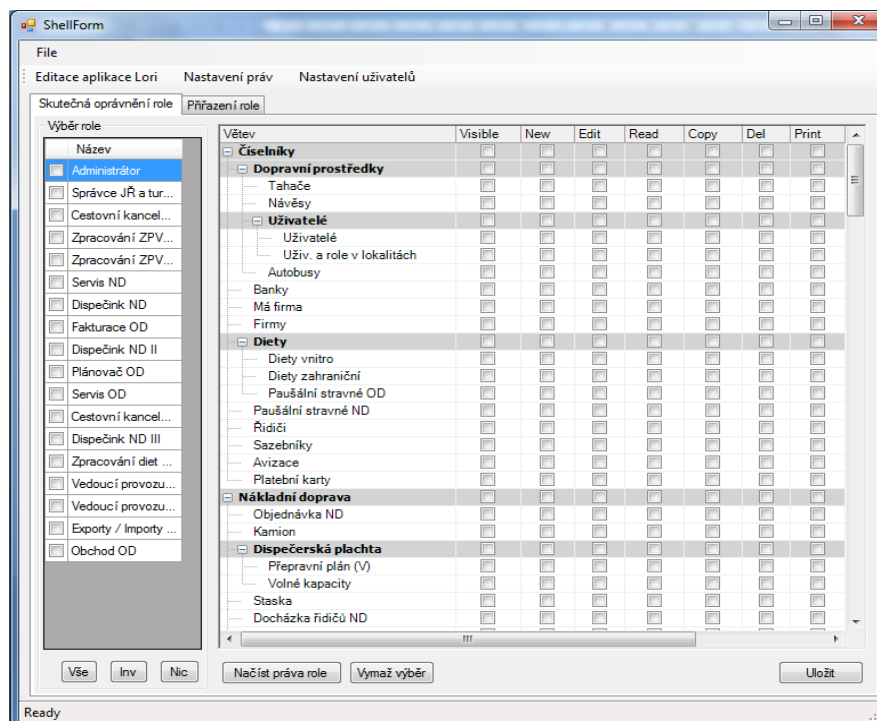 ShellForm
File
Editace aplikace Lori Nastavení práv Nastavení uživatelů
Skutečná oprávnění role Přiřazení role
Výběr role
Název
Administrátor
Správce JŘ a tur...
Cestovní kancel...
Zpracování ZPV...
Zpracování ZPV...
Servis ND
Dispečink ND
Fakturace OD
Dispečink ND II
Plánovač OD
Servis OD
Cestovní kancel...
Dispečink ND III
Zpracování diet ...
Vedoucí provozu...
Vedoucí provozu...
Exporty / Importy ...
Obchod OD
Vše Inv Nic
Větev Visible New Edit Read Copy Del Print
Číselníky
Dopravní prostředky
Tahače
Návěsy
Uživatelé
Uživatelé
Uživ. a role v lokalitách
Autobusy
Banky
Má firma
Firmy
Diety
Diety vnitro
Diety zahraniční
Paušální stravné OD
Paušální stravné ND
Řidiči
Sazebníky
Avizace
Platební karty
Nákladní doprava
Objednávka ND
Kamion
Dispečerská plachta
Přepravní plán (V)
Volné kapacity
Staska
Docházka řidičů ND
Načíst práva role Vymaž výběr Uložit
Ready